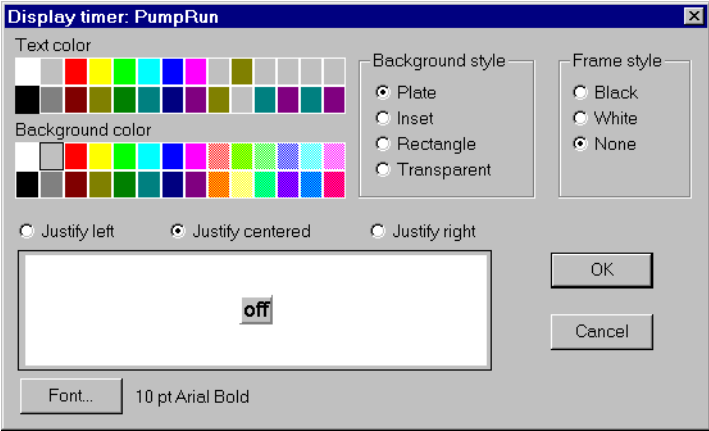 Display timer: PumpRun
Text color
Background color
Background style
Plate
Inset
Rectangle
Transparent
Frame style
Black
White
None
Justify left
Justify centered
Justify right
off
OK
Cancel
Font...
10 pt Arial Bold